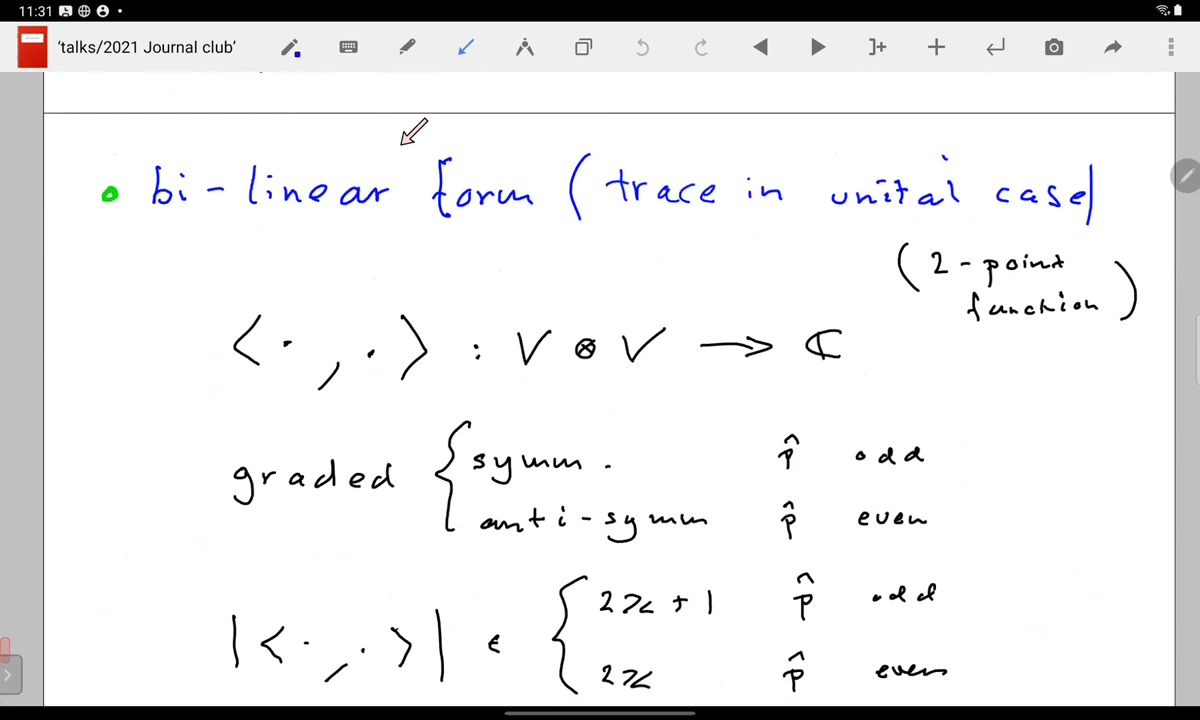 11:31
'talks/2021 Journal club'
• bi-linear form (trace in unital case)
(2-point function)
⟨·,·⟩ : V ⊗ V → ℂ
graded { symm. p̂ odd
anti-symm p̂ even
|⟨·,·⟩| ∈ { 2ℤ + 1 p̂ odd
2ℤ p̂ even